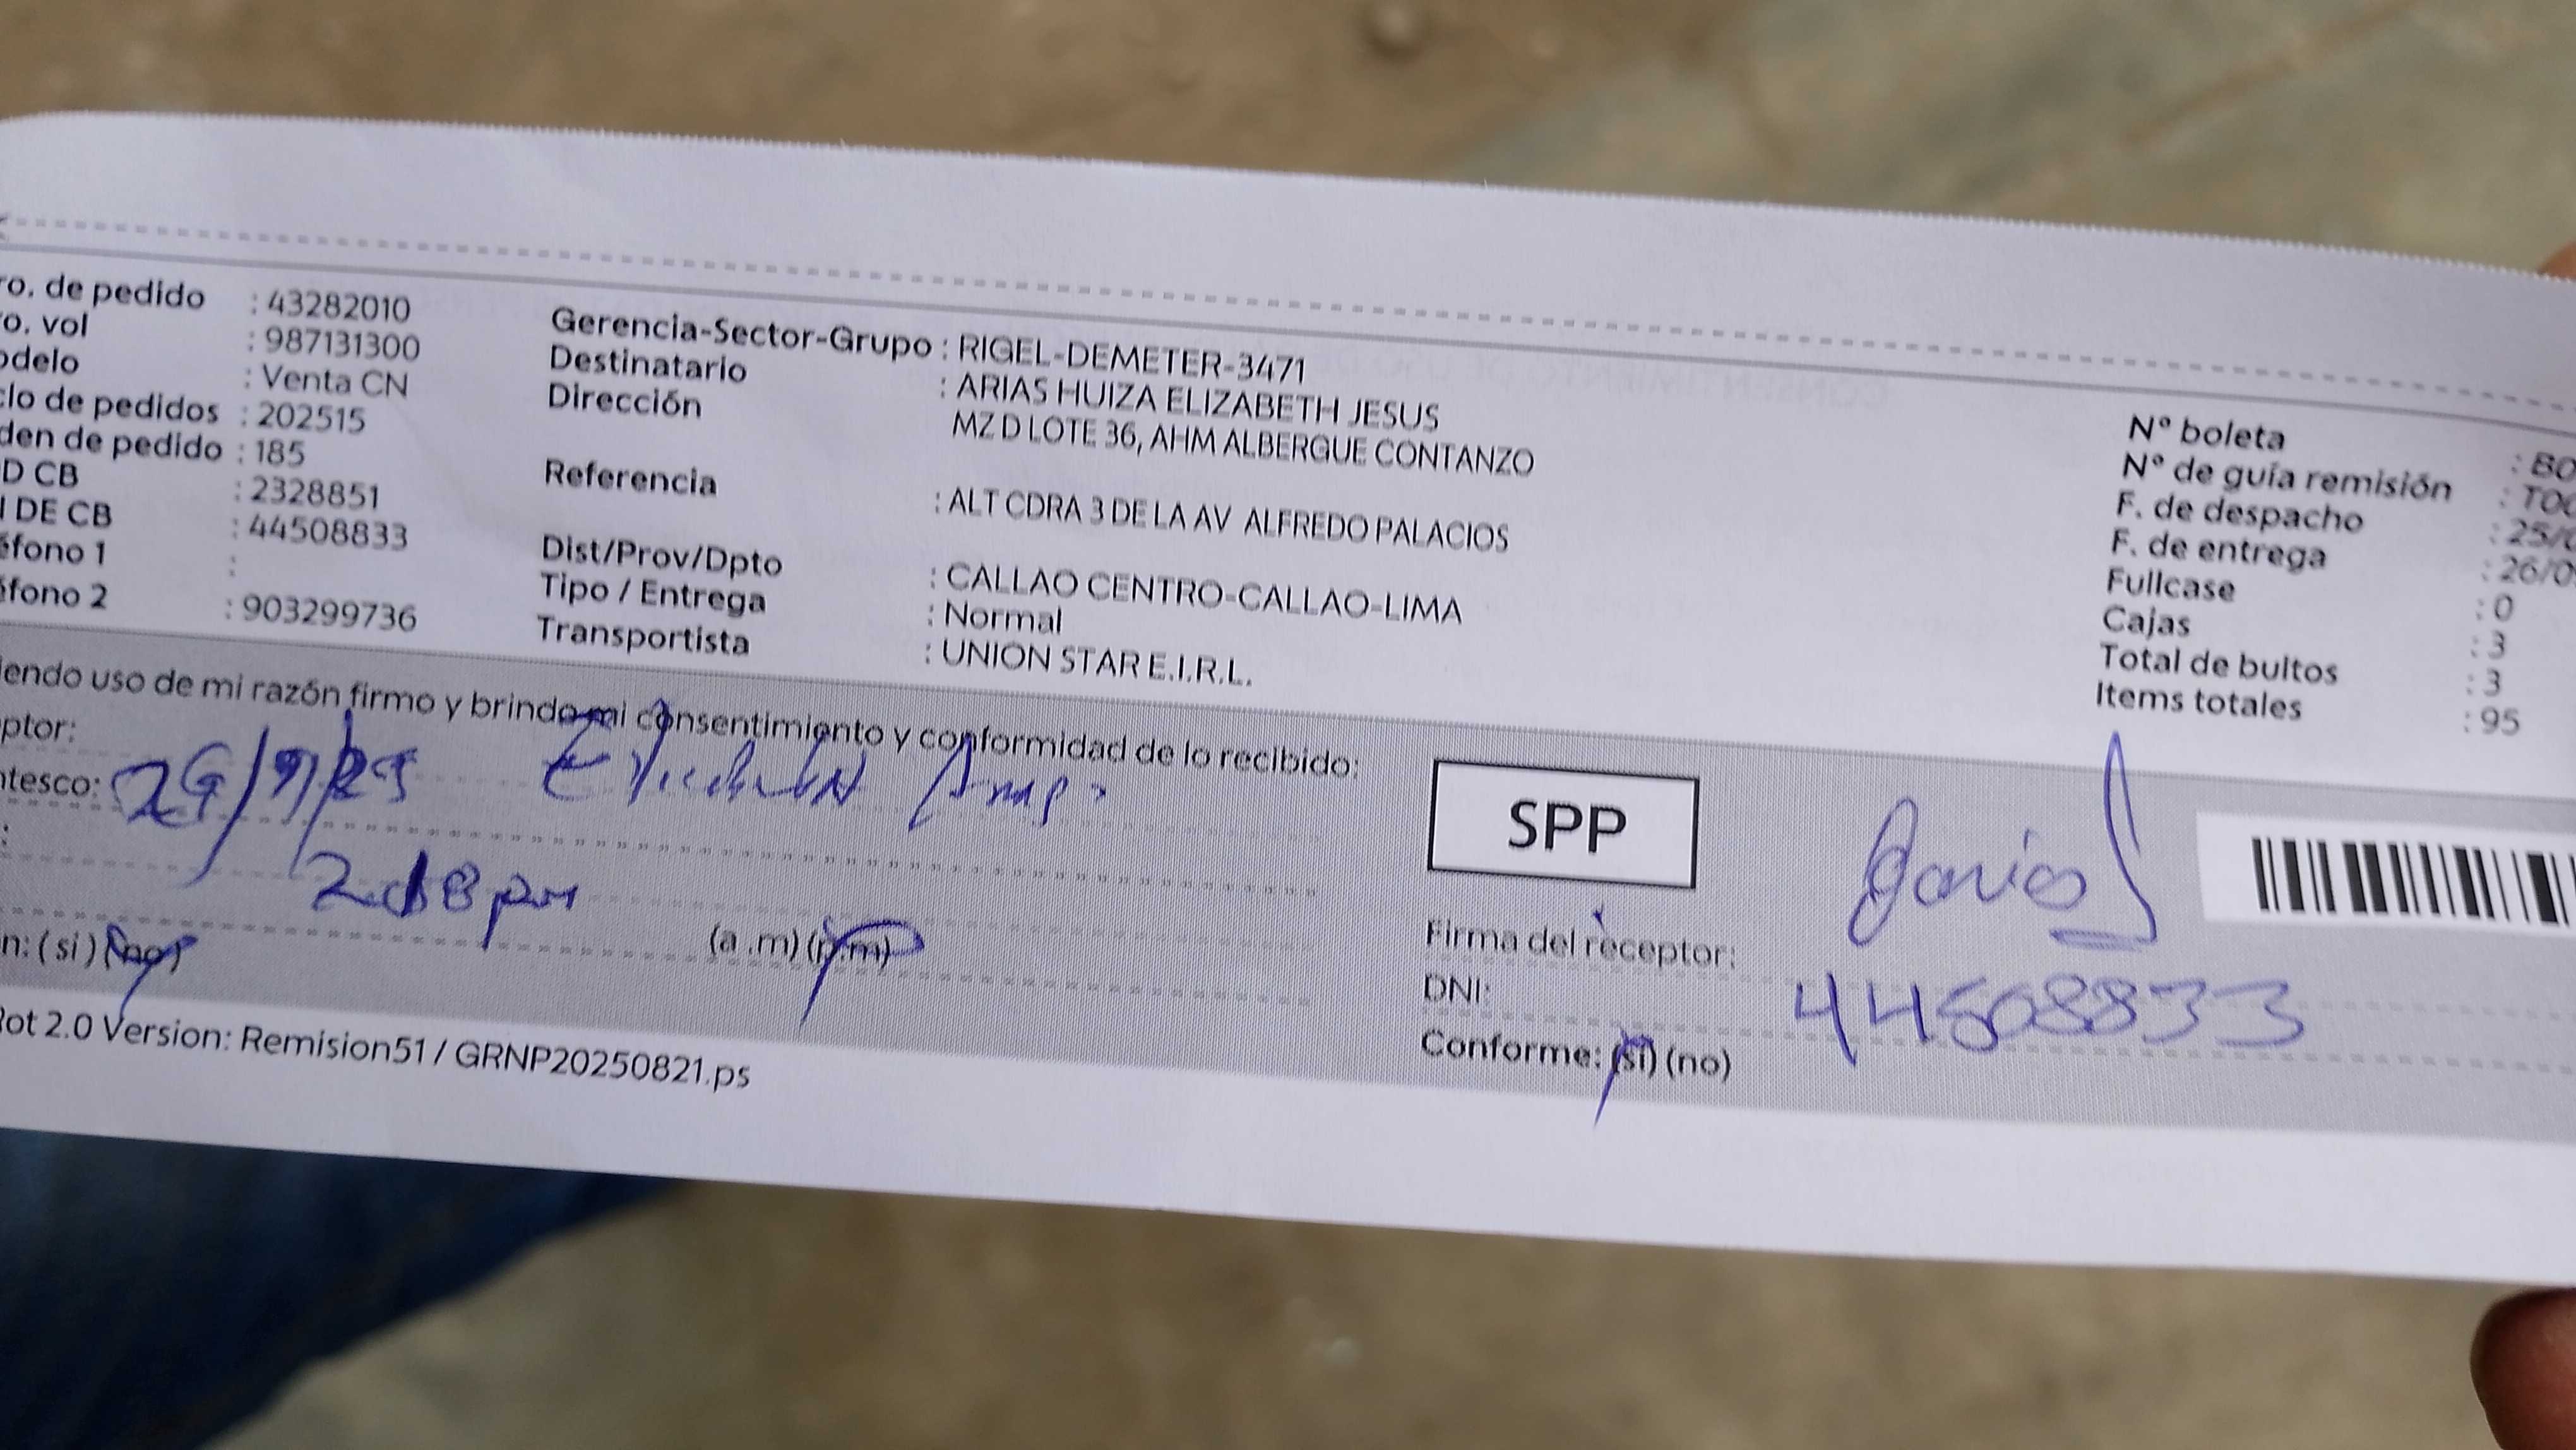 ro. de pedido : 43282010
o. vol : 987131300
odelo : Venta CN
clo de pedidos : 202515
den de pedido : 185
D CB : 2328851
I DE CB : 44508833
éfono 1 :
éfono 2 : 903299736
Gerencia-Sector-Grupo : RIGEL-DEMETER-3471
Destinatario : ARIAS HUIZA ELIZABETH JESUS
Dirección MZ D LOTE 36, AHM ALBERGUE CONTANZO
Referencia : ALT CDRA 3 DE LA AV ALFREDO PALACIOS
Dist/Prov/Dpto : CALLAO CENTRO-CALLAO-LIMA
Tipo / Entrega : Normal
Transportista : UNION STAR E.I.R.L.
Nº boleta : BO
Nº de guía remisión : T00
F. de despacho : 25/0
F. de entrega : 26/09
Fullcase : 0
Cajas : 3
Total de bultos : 3
Items totales : 95
iendo uso de mi razón firmo y brindo mi consentimiento y conformidad de lo recibido:
ptor:
ntesco:
:
n: (si) (no) (a .m) (p.m)
SPP
Firma del receptor:
DNI: 44508833
Conforme: (si) (no)
Rot 2.0 Version: Remision51 / GRNP20250821.ps